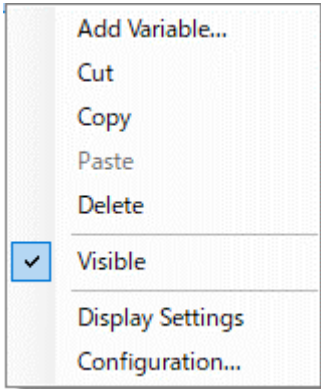 Add Variable...
Cut
Copy
Paste
Delete
Visible
Display Settings
Configuration...